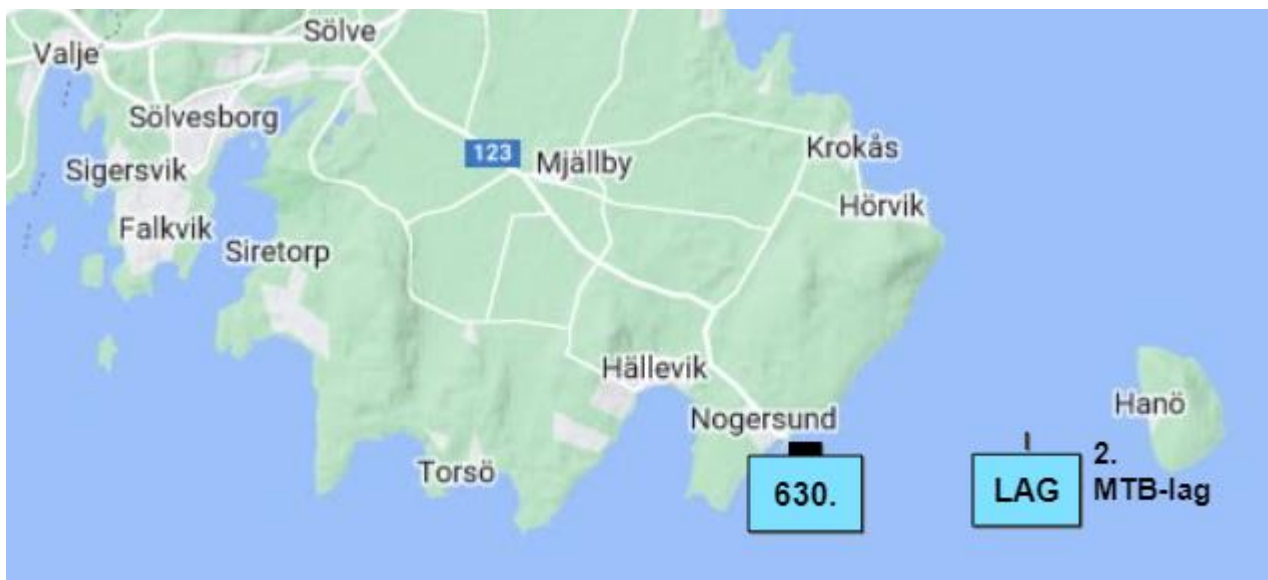 Sölve
Valje
Sölvesborg
123
Mjällby
Krokås
Sigersvik
Hörvik
Falkvik
Siretorp
Hällevik
Hanö
Nogersund
Torsö
630.
LAG
2.
MTB-lag